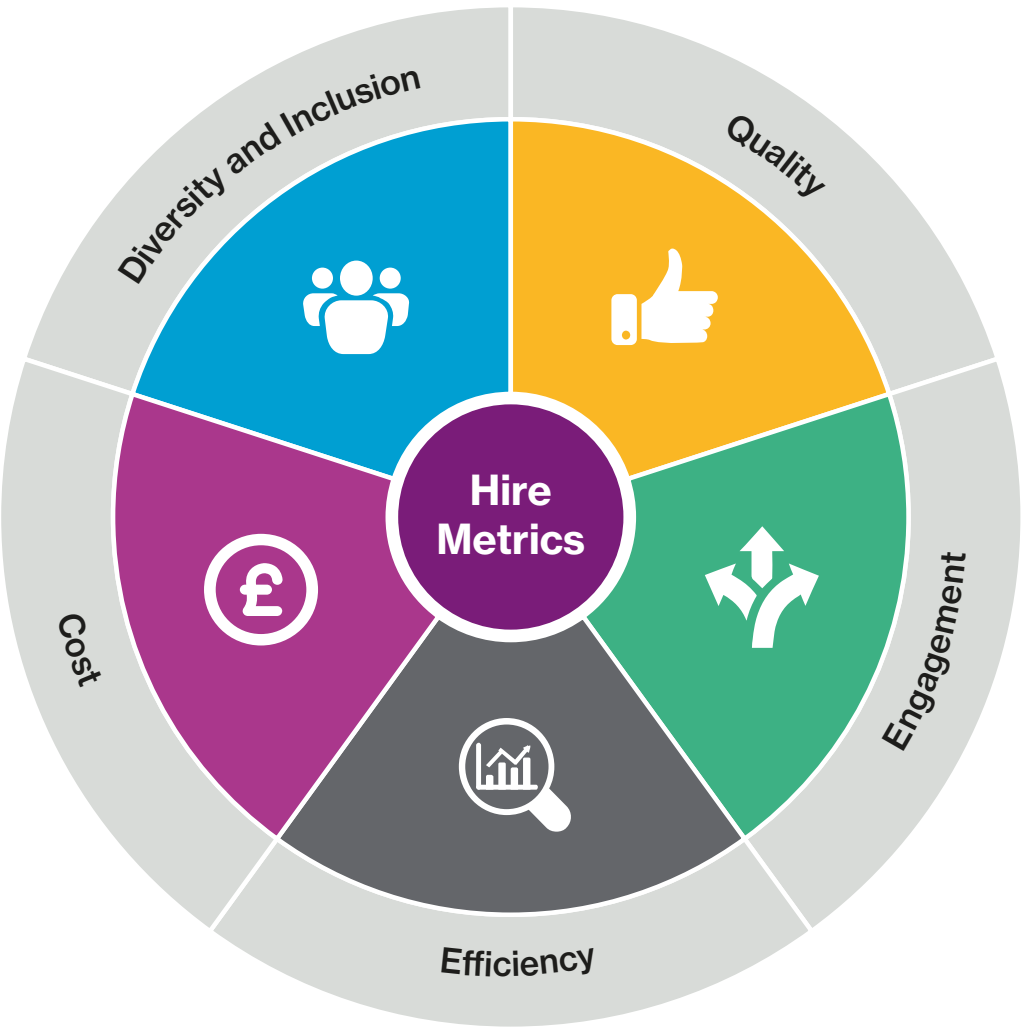 Hire
Metrics
Quality
Engagement
Efficiency
Cost
Diversity and Inclusion
£